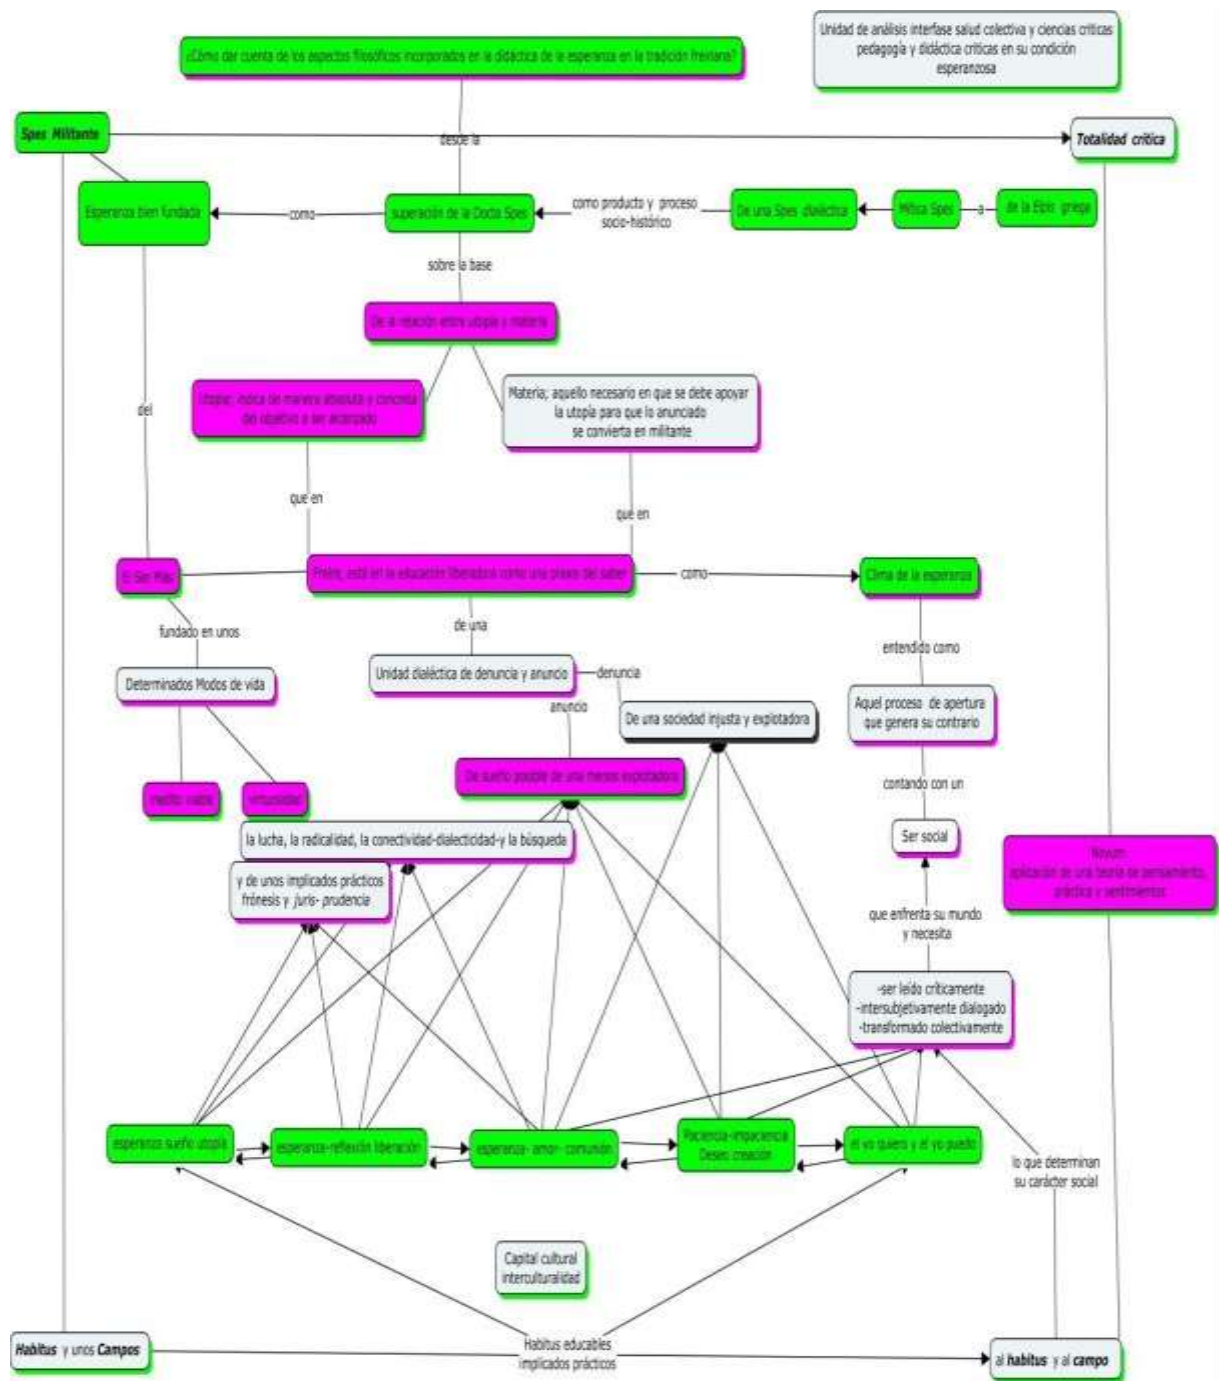 Unidad de análisis interfase salud colectiva y ciencias criticas
pedagogía y didáctica criticas en su condición
esperanzosa
¿Cómo dar cuenta de los aspectos filosóficos incorporados en la didáctica de la esperanza en la tradición freiriana?
Spes Militante
desde la
Totalidad crítica
Esperanza bien fundada
como
superación de la Docta Spes
como producto y proceso
socio-histórico
De una Spes dialéctica
Mítica Spes
a
de la Elpis griega
sobre la base
De al relación entre utopía y materia
Utopía; indica de manera absoluta y concreta
del objetivo a ser alcanzado
Materia; aquello necesario en que se debe apoyar
la utopía para que lo anunciado
se convierta en militante
del
que en
que en
El Ser Más
Freire, está en la educación liberadora como una praxis del saber
como
Clima de la esperanza
fundado en unos
de una
entendido como
Determinados Modos de vida
Unidad dialéctica de denuncia y anuncio
denuncia
Aquel proceso de apertura
que genera su contrario
anuncio
De una sociedad injusta y explotadora
De sueño posible de una menos explotadora
contando con un
inedito viable
virtuosidad
la lucha, la radicalidad, la conectividad-dialecticidad-y la búsqueda
Ser social
Novum
aplicación de una teoría de pensamiento,
práctica y sentimientos
y de unos implicados prácticos
frónesis y juris- prudencia
que enfrenta su mundo
y necesita
-ser leído críticamente
-intersubjetivamente dialogado
-transformado colectivamente
esperanza sueño utopía
esperanza-reflexión liberación
esperanza- amor- comunión
Paciencia-impaciencia
Deseo creación
el yo quiero y el yo puedo
lo que determinan
su carácter social
Capital cultural
interculturalidad
Habitus y unos Campos
Habitus educables
implicados prácticos
al habitus y al campo